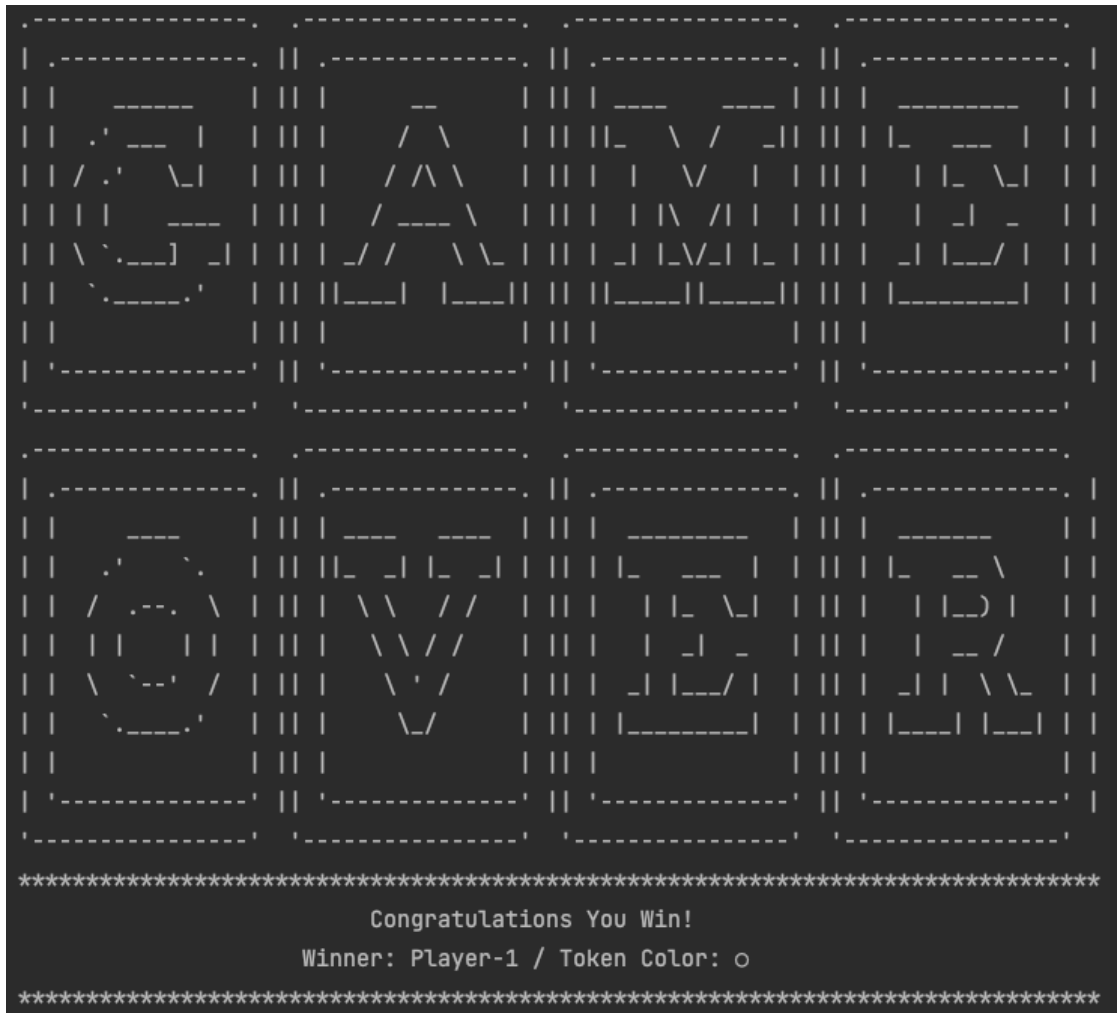 GAME
OVER
Congratulations You Win!
Winner: Player-1 / Token Color: ○